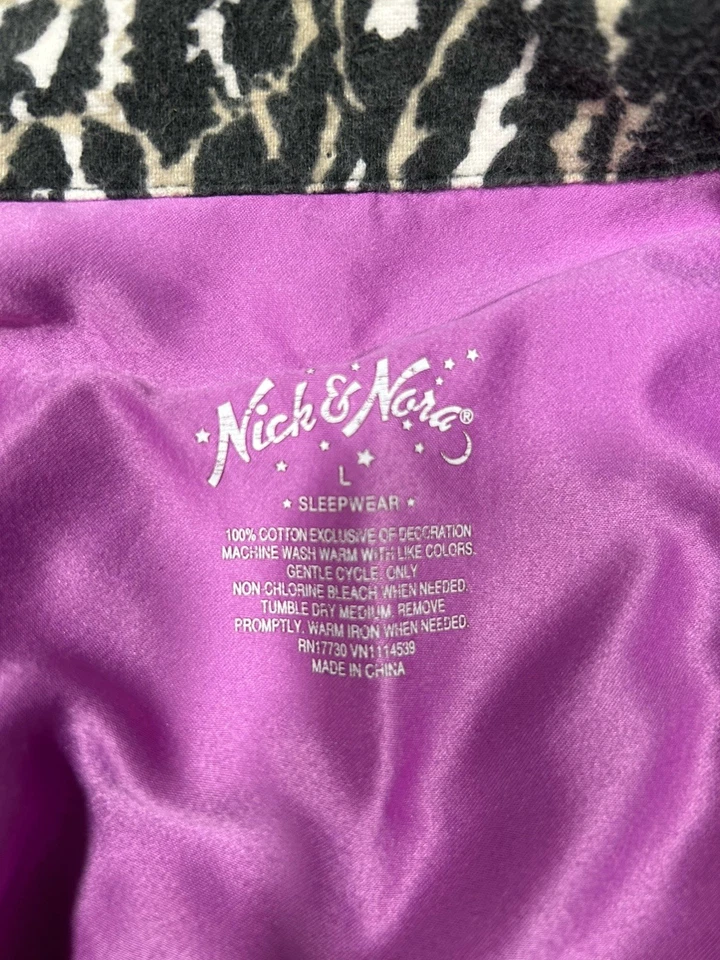 Nick & Nora®
L
SLEEPWEAR
100% COTTON EXCLUSIVE OF DECORATION
MACHINE WASH WARM WITH LIKE COLORS.
GENTLE CYCLE. ONLY
NON-CHLORINE BLEACH WHEN NEEDED.
TUMBLE DRY MEDIUM. REMOVE
PROMPTLY. WARM IRON WHEN NEEDED.
RN17730 VN1114539
MADE IN CHINA